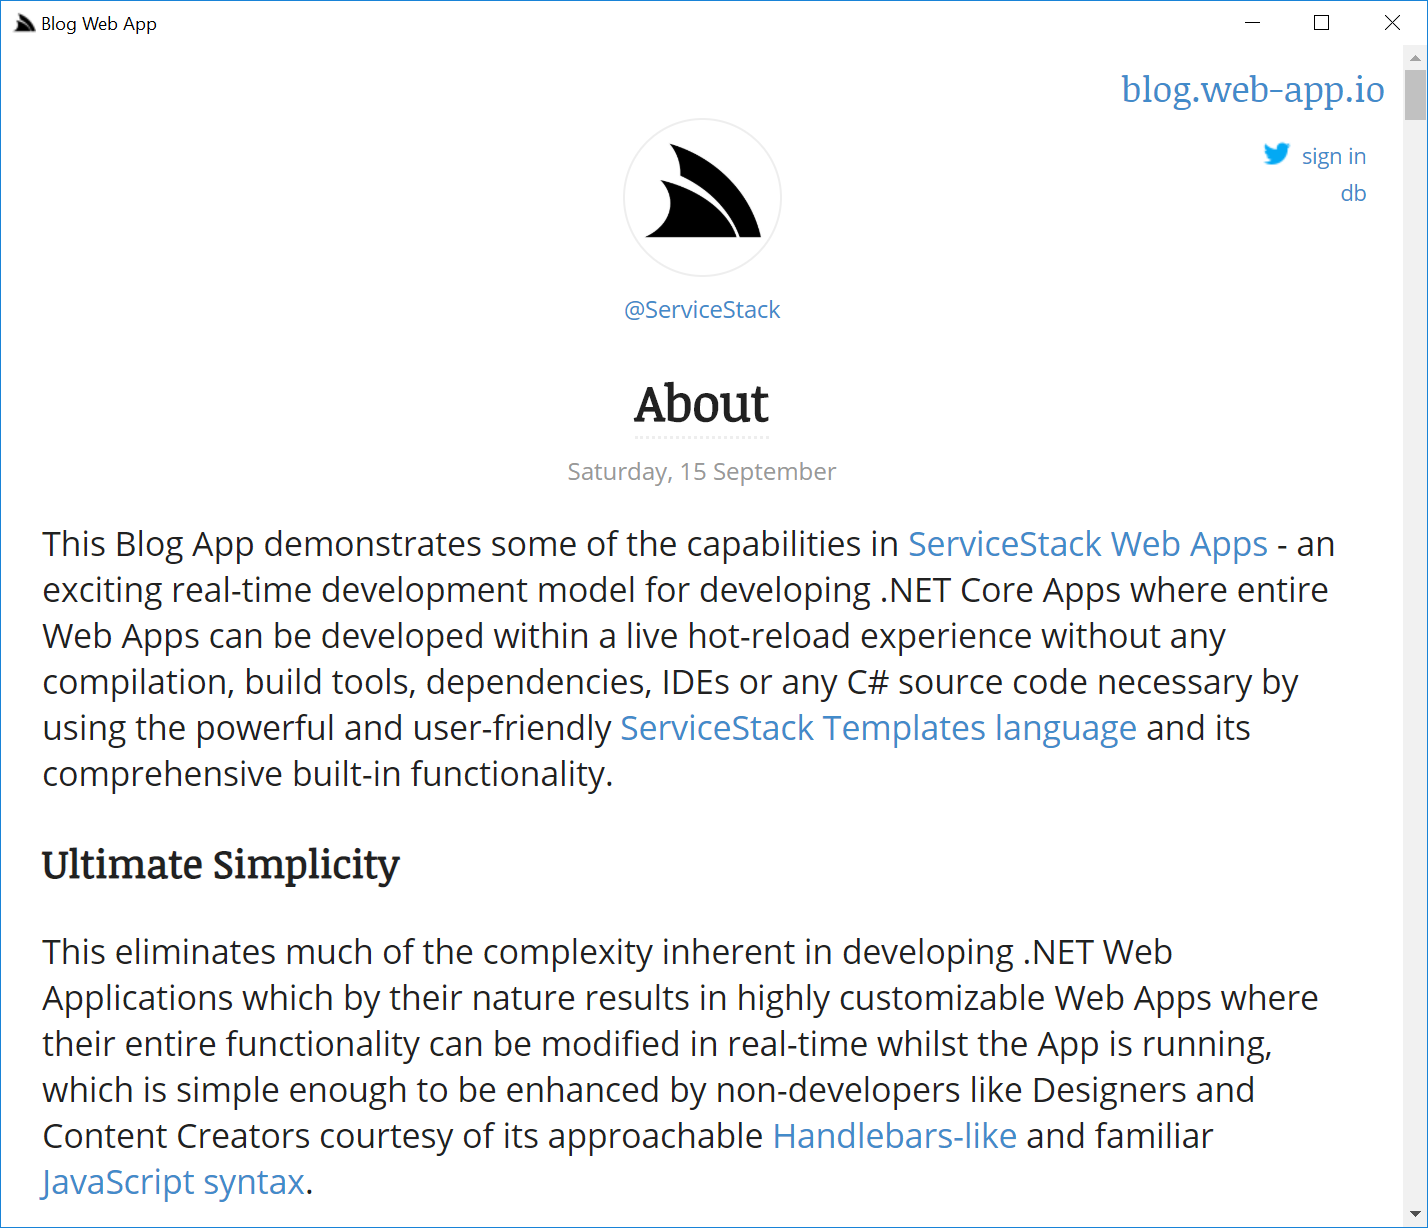 Blog Web App
blog.web-app.io
sign in
db
@ServiceStack
About
Saturday, 15 September
This Blog App demonstrates some of the capabilities in ServiceStack Web Apps - an
exciting real-time development model for developing .NET Core Apps where entire
Web Apps can be developed within a live hot-reload experience without any
compilation, build tools, dependencies, IDEs or any C# source code necessary by
using the powerful and user-friendly ServiceStack Templates language and its
comprehensive built-in functionality.
Ultimate Simplicity
This eliminates much of the complexity inherent in developing .NET Web
Applications which by their nature results in highly customizable Web Apps where
their entire functionality can be modified in real-time whilst the App is running,
which is simple enough to be enhanced by non-developers like Designers and
Content Creators courtesy of its approachable Handlebars-like and familiar
JavaScript syntax.